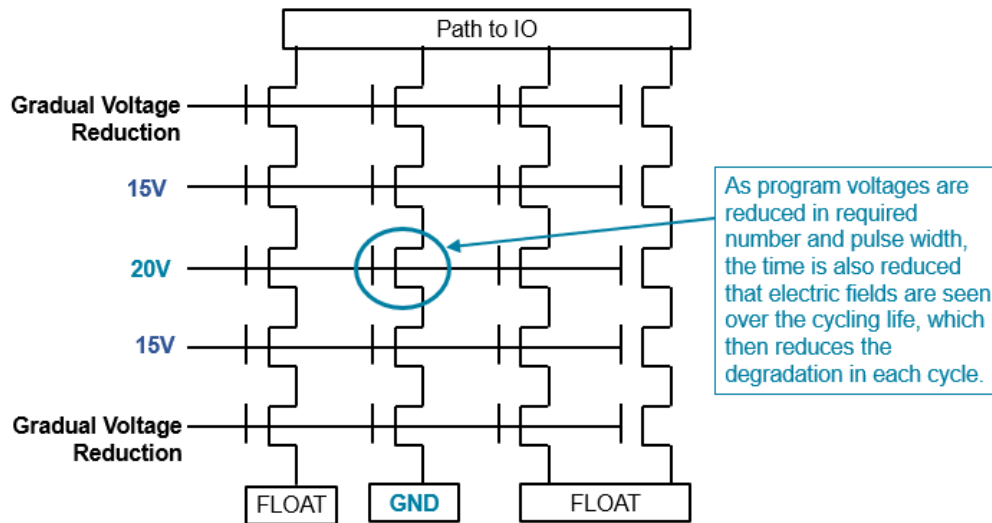 Path to IO
Gradual Voltage
Reduction
15V
20V
15V
Gradual Voltage
Reduction
As program voltages are
reduced in required
number and pulse width,
the time is also reduced
that electric fields are seen
over the cycling life, which
then reduces the
degradation in each cycle.
FLOAT
GND
FLOAT